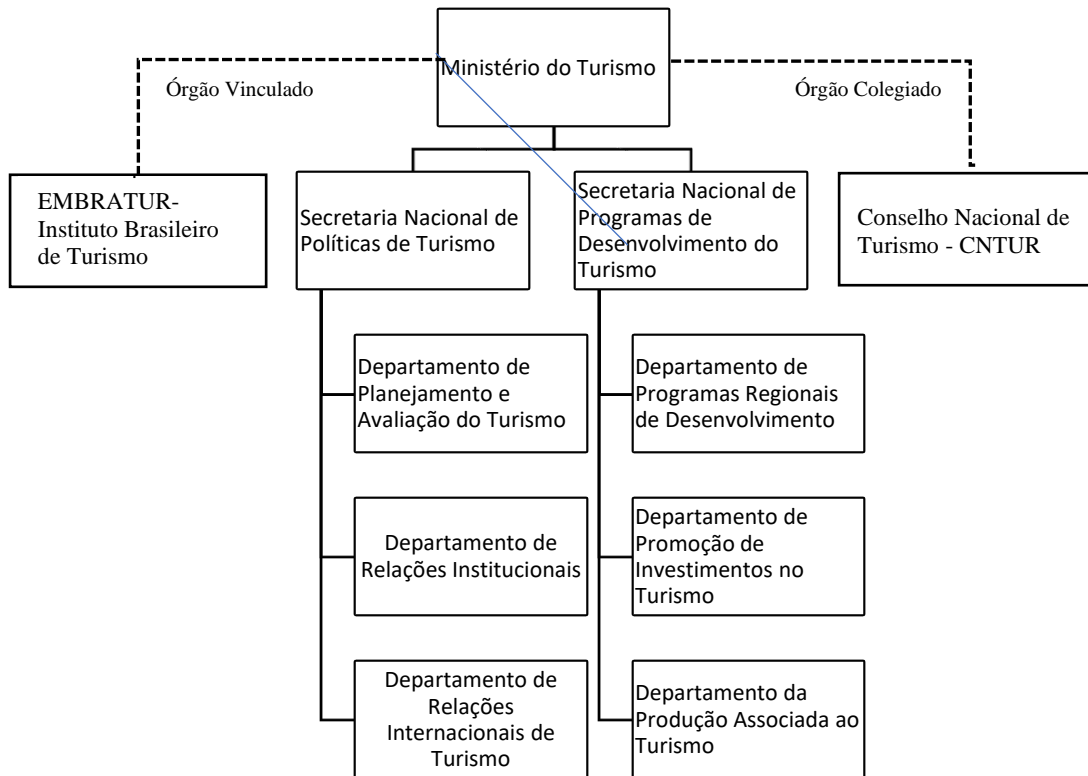 Ministério do Turismo
Órgão Vinculado
Órgão Colegiado
EMBRATUR-
Instituto Brasileiro
de Turismo
Secretaria Nacional de
Políticas de Turismo
Secretaria Nacional de
Programas de
Desenvolvimento do
Turismo
Conselho Nacional de
Turismo - CNTUR
Departamento de
Planejamento e
Avaliação do Turismo
Departamento de
Programas Regionais
de Desenvolvimento
Departamento de
Relações Institucionais
Departamento de
Promoção de
Investimentos no
Turismo
Departamento de
Relações
Internacionais de
Turismo
Departamento da
Produção Associada ao
Turismo